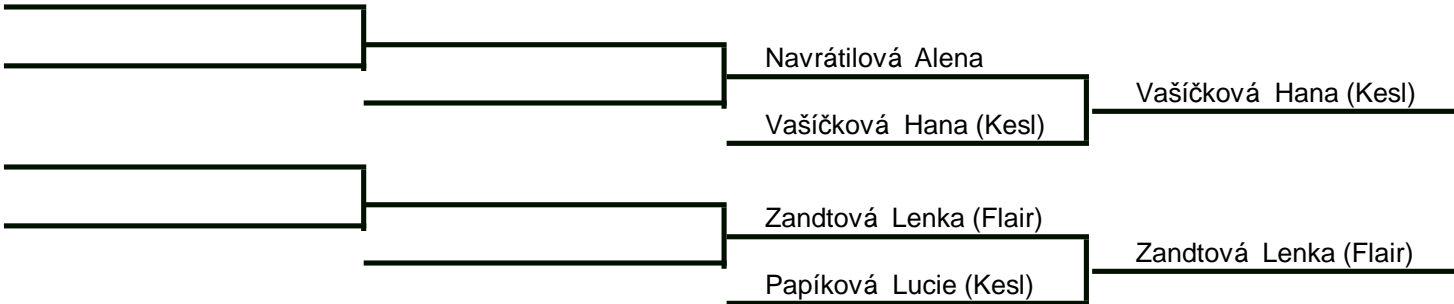 Navrátilová Alena
Vašíčková Hana (Kesl)
Vašíčková Hana (Kesl)
Zandtová Lenka (Flair)
Zandtová Lenka (Flair)
Papíková Lucie (Kesl)